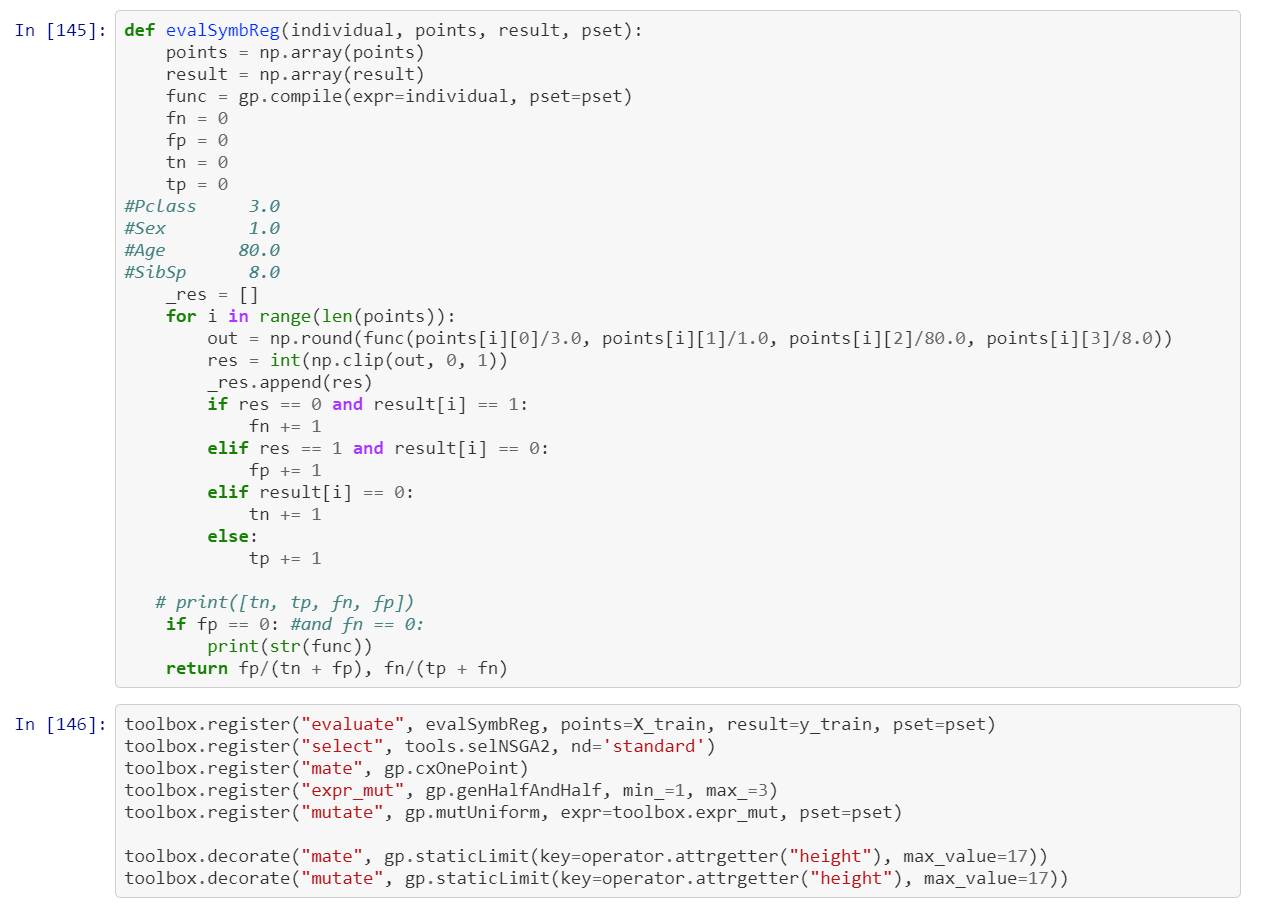 In [145]: def evalSymbReg(individual, points, result, pset):
    points = np.array(points)
    result = np.array(result)
    func = gp.compile(expr=individual, pset=pset)
    fn = 0
    fp = 0
    tn = 0
    tp = 0
#Pclass     3.0
#Sex        1.0
#Age       80.0
#SibSp      8.0
    _res = []
    for i in range(len(points)):
        out = np.round(func(points[i][0]/3.0, points[i][1]/1.0, points[i][2]/80.0, points[i][3]/8.0))
        res = int(np.clip(out, 0, 1))
        _res.append(res)
        if res == 0 and result[i] == 1:
            fn += 1
        elif res == 1 and result[i] == 0:
            fp += 1
        elif result[i] == 0:
            tn += 1
        else:
            tp += 1
   # print([tn, tp, fn, fp])
    if fp == 0: #and fn == 0:
        print(str(func))
    return fp/(tn + fp), fn/(tp + fn)
In [146]: toolbox.register("evaluate", evalSymbReg, points=X_train, result=y_train, pset=pset)
toolbox.register("select", tools.selNSGA2, nd='standard')
toolbox.register("mate", gp.cxOnePoint)
toolbox.register("expr_mut", gp.genHalfAndHalf, min_=1, max_=3)
toolbox.register("mutate", gp.mutUniform, expr=toolbox.expr_mut, pset=pset)
toolbox.decorate("mate", gp.staticLimit(key=operator.attrgetter("height"), max_value=17))
toolbox.decorate("mutate", gp.staticLimit(key=operator.attrgetter("height"), max_value=17))